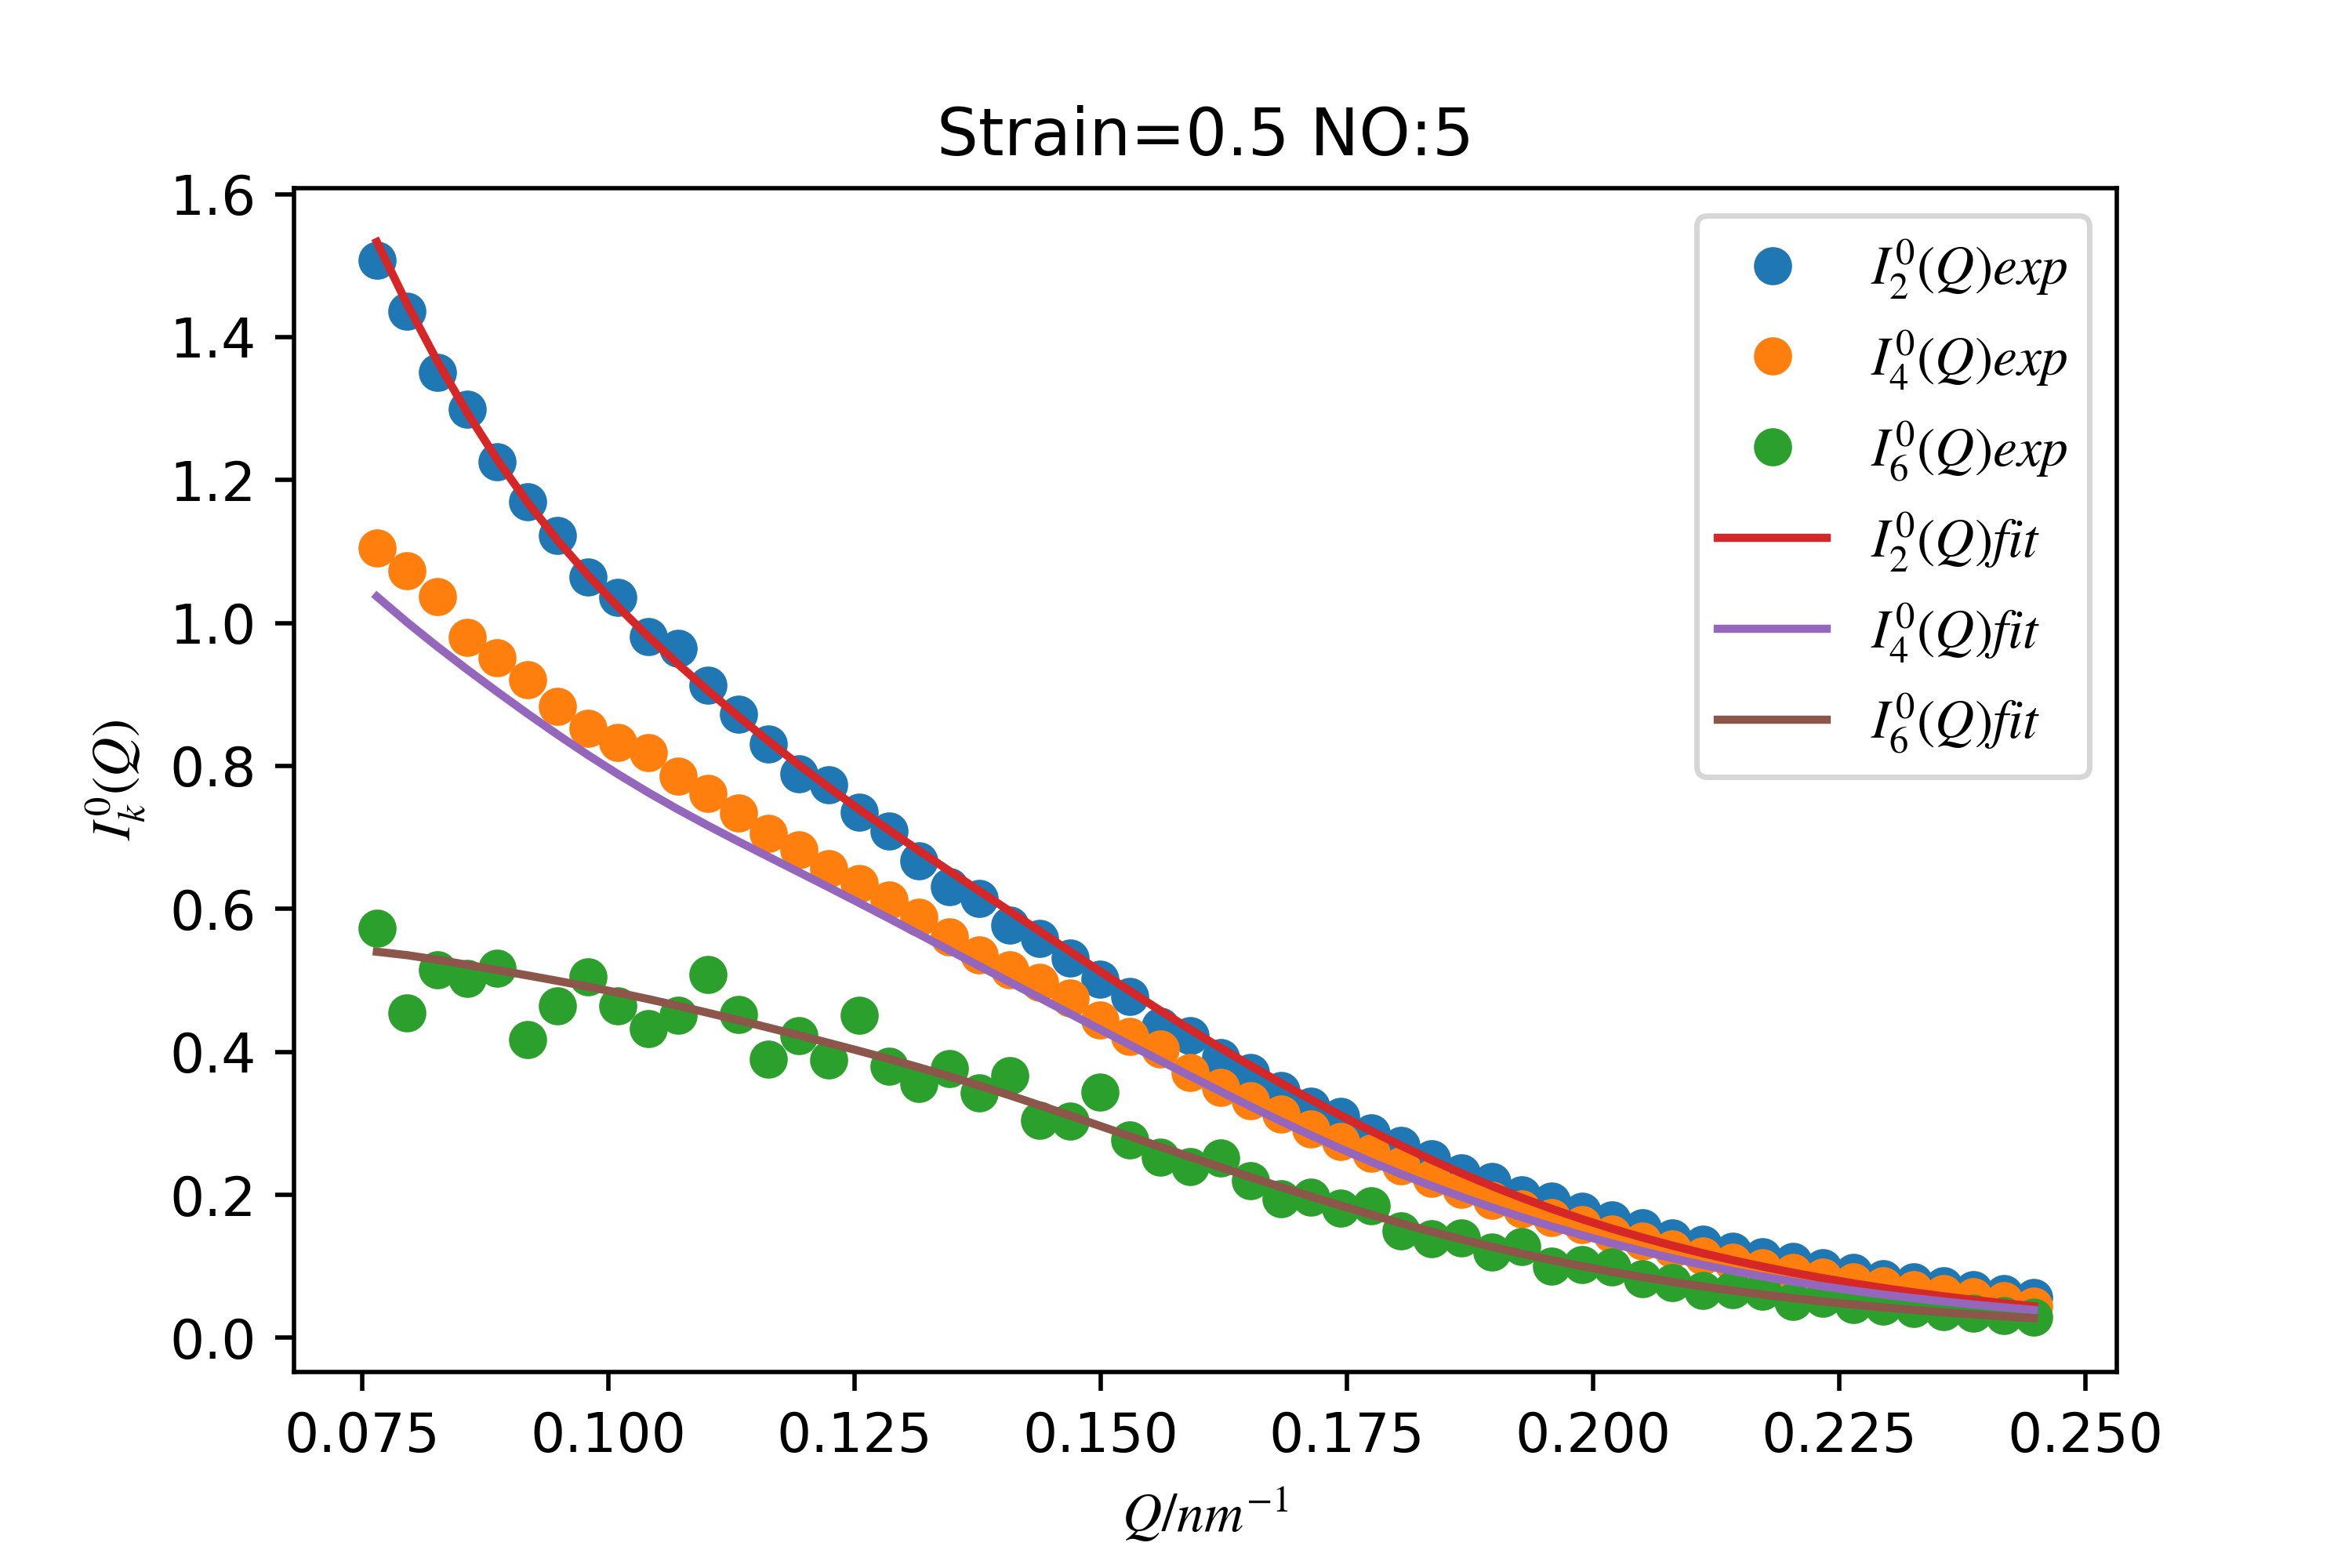 Strain=0.5 NO:5
1.6
1.4
1.2
1.0
0.8
0.6
0.4
0.2
0.0
I_k^0(Q)
I_2^0(Q)exp
I_4^0(Q)exp
I_6^0(Q)exp
I_2^0(Q)fit
I_4^0(Q)fit
I_6^0(Q)fit
0.075 0.100 0.125 0.150 0.175 0.200 0.225 0.250
Q/nm⁻¹